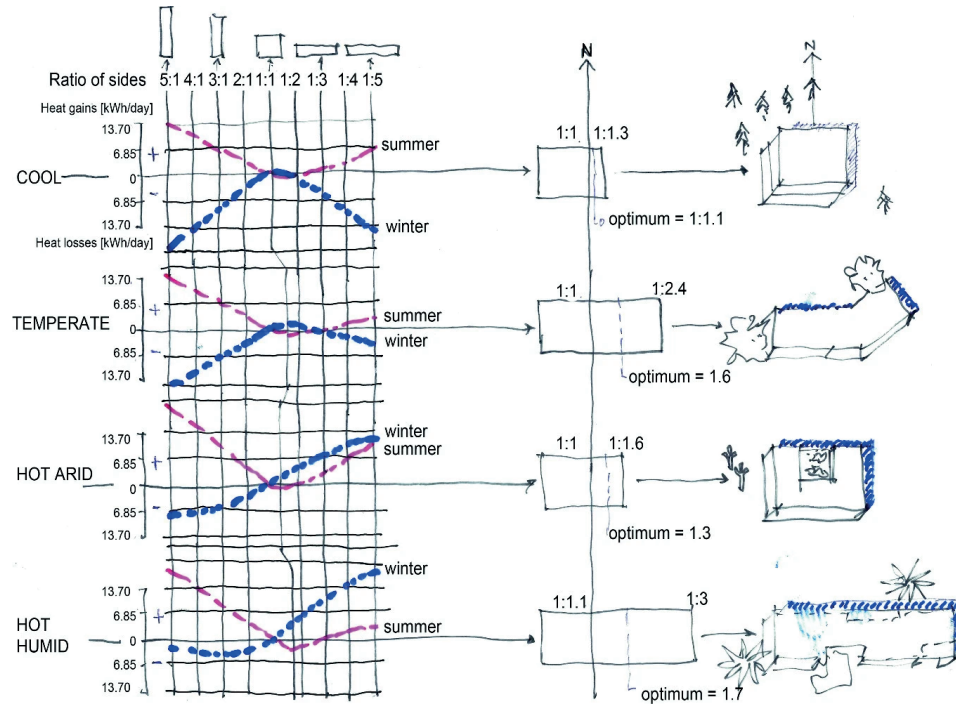 Ratio of sides 5:1 4:1 3:1 2:1 1:1 1:2 1:3 1:4 1:5
Heat gains [kWh/day]
N
N
13.70
6.85 +
COOL
0
6.85 -
13.70
Heat losses [kWh/day]
summer
winter
1:1 1:1.3
optimum = 1:1.1
13.70
6.85 +
TEMPERATE
0
6.85 -
13.70
summer
winter
1:1 1:2.4
optimum = 1.6
13.70
6.85 +
HOT ARID
0
6.85 -
13.70
winter
summer
1:1 1:1.6
optimum = 1.3
13.70
6.85 +
HOT
HUMID
0
6.85 -
13.70
winter
summer
1:1.1 1:3
optimum = 1.7